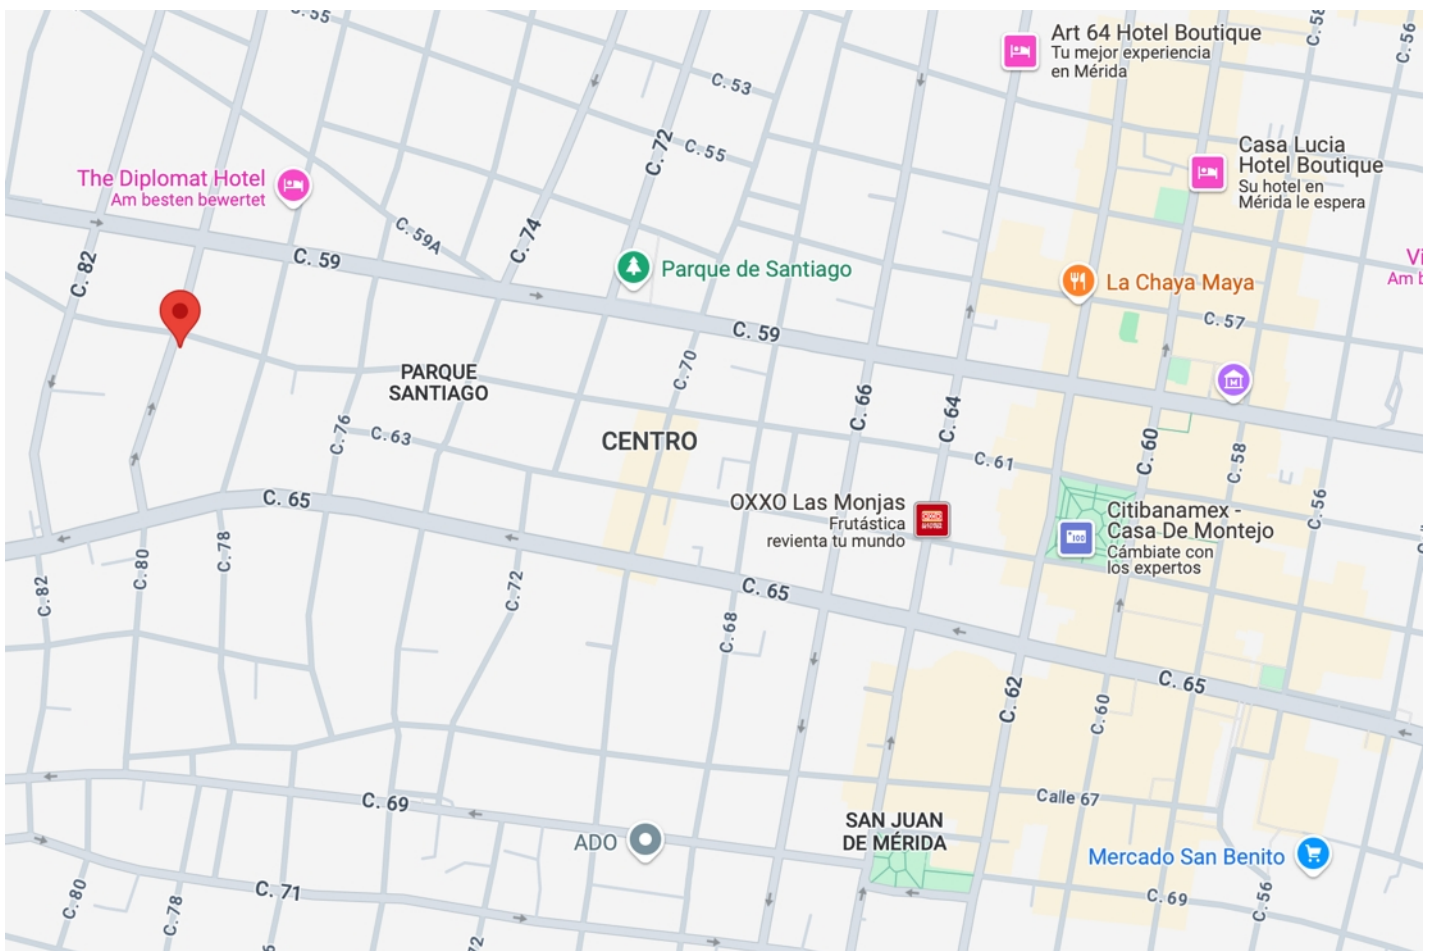 C. 55
Art 64 Hotel Boutique
Tu mejor experiencia
en Mérida
C. 58
C. 56
C. 53
C. 72
C. 55
Casa Lucia
Hotel Boutique
Su hotel en
Mérida le espera
The Diplomat Hotel
Am besten bewertet
C. 59A
C. 74
C. 82
C. 59
Parque de Santiago
La Chaya Maya
Vi
Am b
C. 57
C. 59
PARQUE
SANTIAGO
C. 70
C. 66
C. 64
C. 76
C. 63
CENTRO
C. 61
C. 60
C. 58
C. 56
C. 65
OXXO Las Monjas
Frutástica
revienta tu mundo
Citibanamex -
Casa De Montejo
Cámbiate con
los expertos
C. 82
C. 80
C. 78
C. 72
C. 65
C. 68
C. 62
C. 60
C. 65
C. 69
Calle 67
ADO
SAN JUAN
DE MÉRIDA
Mercado San Benito
C. 80
C. 78
C. 71
C. 69
C. 56
72